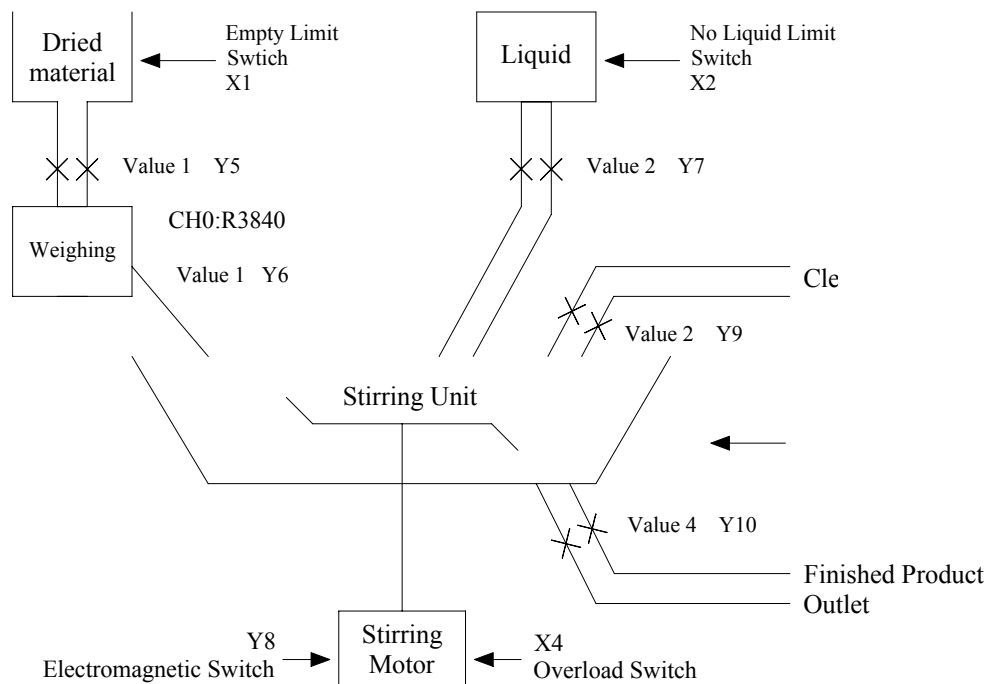 Dried
material
Empty Limit
Swtich
X1
Liquid
No Liquid Limit
Switch
X2
Value 1 Y5
Value 2 Y7
CH0:R3840
Weighing
Value 1 Y6
Cle
Value 2 Y9
Stirring Unit
Value 4 Y10
Finished Product
Outlet
Y8
Electromagnetic Switch
Stirring
Motor
X4
Overload Switch